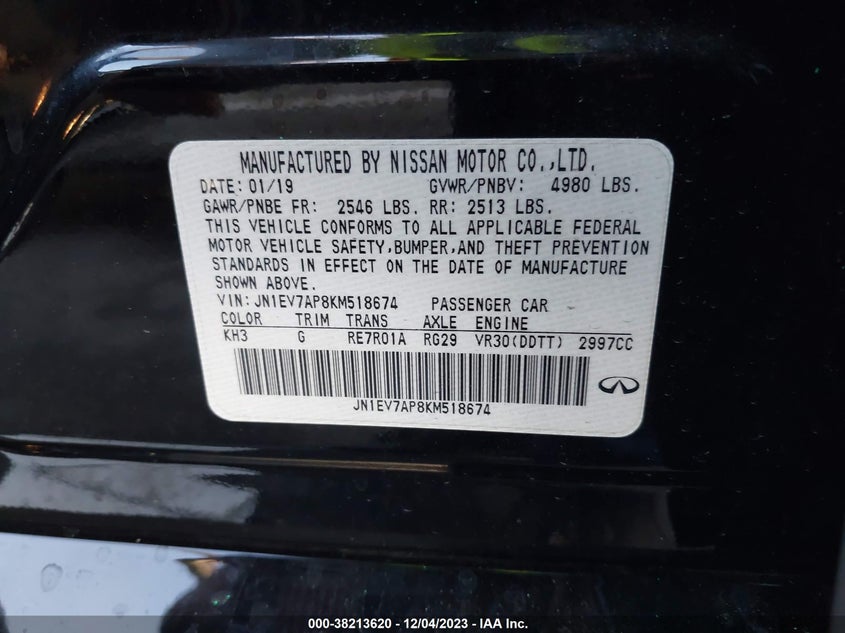 MANUFACTURED BY NISSAN MOTOR CO.,LTD.
DATE: 01/19 GVWR/PNBV: 4980 LBS.
GAWR/PNBE FR: 2546 LBS. RR: 2513 LBS.
THIS VEHICLE CONFORMS TO ALL APPLICABLE FEDERAL
MOTOR VEHICLE SAFETY,BUMPER,AND THEFT PREVENTION
STANDARDS IN EFFECT ON THE DATE OF MANUFACTURE
SHOWN ABOVE.
VIN: JN1EV7AP8KM518674 PASSENGER CAR
COLOR TRIM TRANS AXLE ENGINE
KH3 G RE7R01A RG29 VR30(DDTT) 2997CC
JN1EV7AP8KM518674
000-38213620 - 12/04/2023 - IAA Inc.